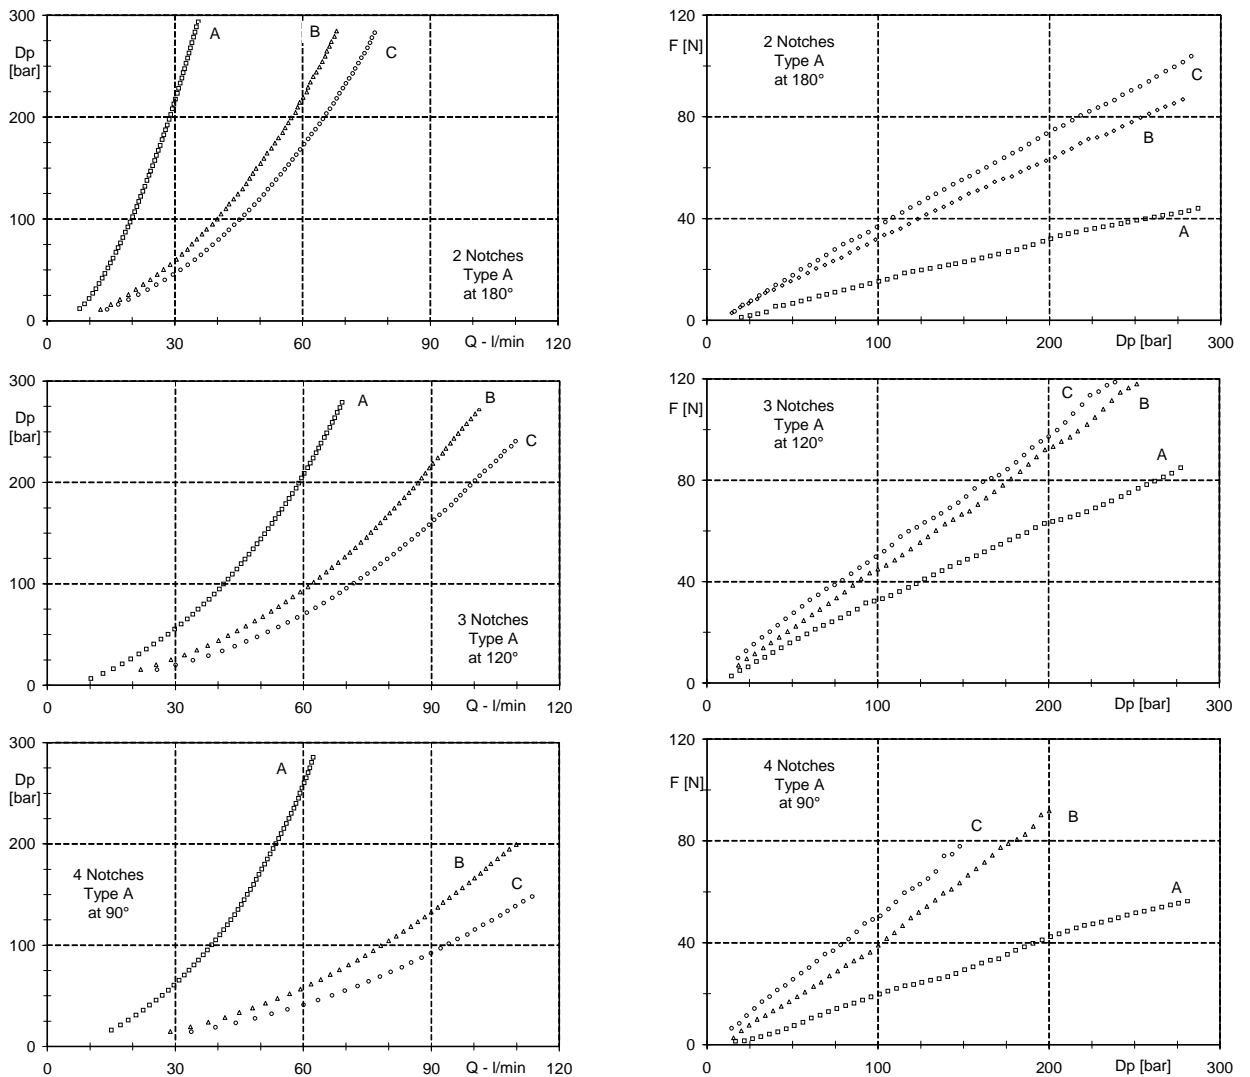 300
Dp
[bar]
200
100
0
0
30
60
90
Q - l/min
120
A
B
C
2 Notches
Type A
at 180°
120
F [N]
80
40
0
0
100
200
Dp [bar]
300
2 Notches
Type A
at 180°
C
B
A
300
Dp
[bar]
200
100
0
0
30
60
90
Q - l/min
120
A
B
C
3 Notches
Type A
at 120°
120
F [N]
80
40
0
0
100
200
Dp [bar]
300
3 Notches
Type A
at 120°
C
B
A
300
Dp
[bar]
200
100
0
0
30
60
90
Q - l/min
120
A
B
C
4 Notches
Type A
at 90°
120
F [N]
80
40
0
0
100
200
Dp [bar]
300
4 Notches
Type A
at 90°
C
B
A